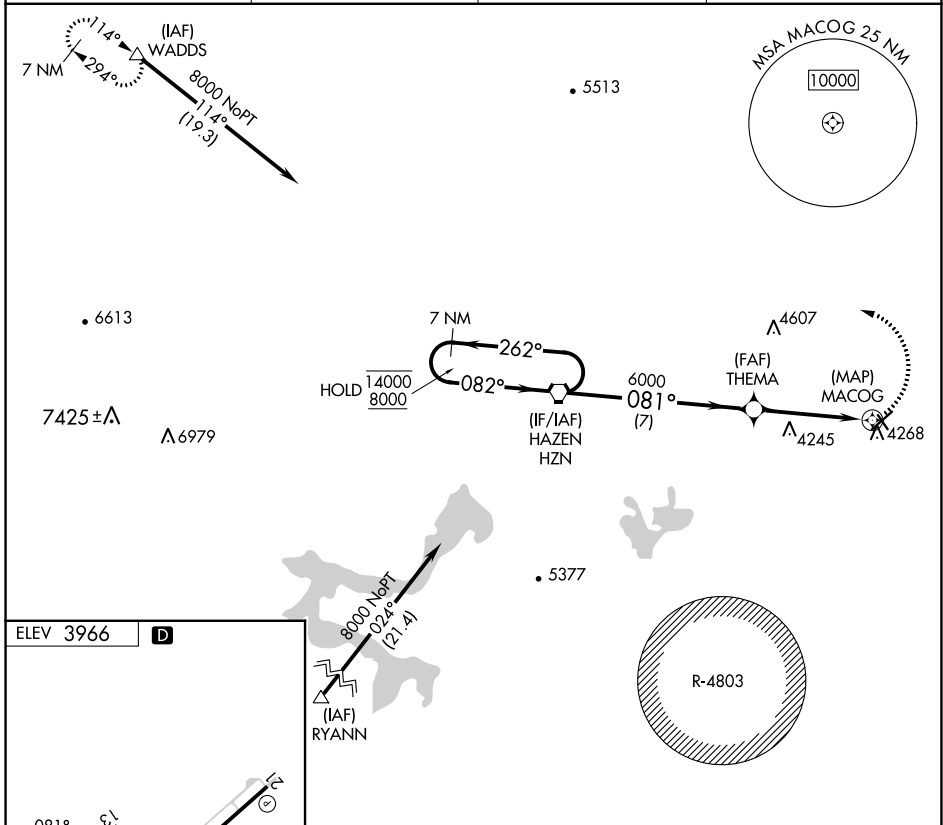 114°
(IAF)
WADDS
7 NM
294°
8000 NoPT
114°
(19.3)
5513
MSA MACOG 25 NM
10000
6613
7 NM
262°
HOLD 14000
8000
082°
(IF/IAF)
HAZEN
HZN
6000
081°
(7)
(FAF)
THEMA
4607
(MAP)
MACOG
4245
4268
7425±
6979
8000 NoPT
024°
(21.4)
5377
(IAF)
RYANN
R-4803
ELEV 3966 D
21
P
13